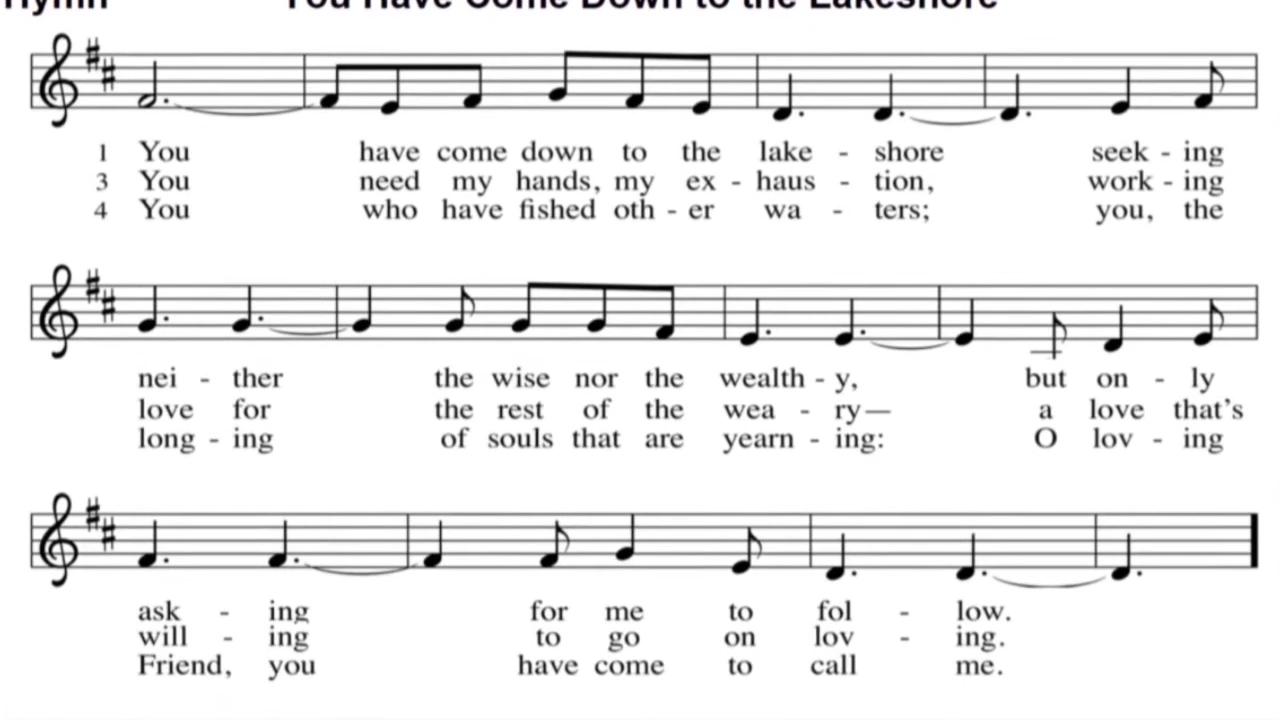 Hymn You Have Come Down to the Lakeshore
1 You have come down to the lake - shore seek - ing
3 You need my hands, my ex - haus - tion, work - ing
4 You who have fished oth - er wa - ters; you, the
nei - ther the wise nor the wealth - y, but on - ly
love for the rest of the wea - ry— a love that's
long - ing of souls that are yearn - ing: O lov - ing
ask - ing for me to fol - low.
will - ing to go on lov - ing.
Friend, you have come to call me.